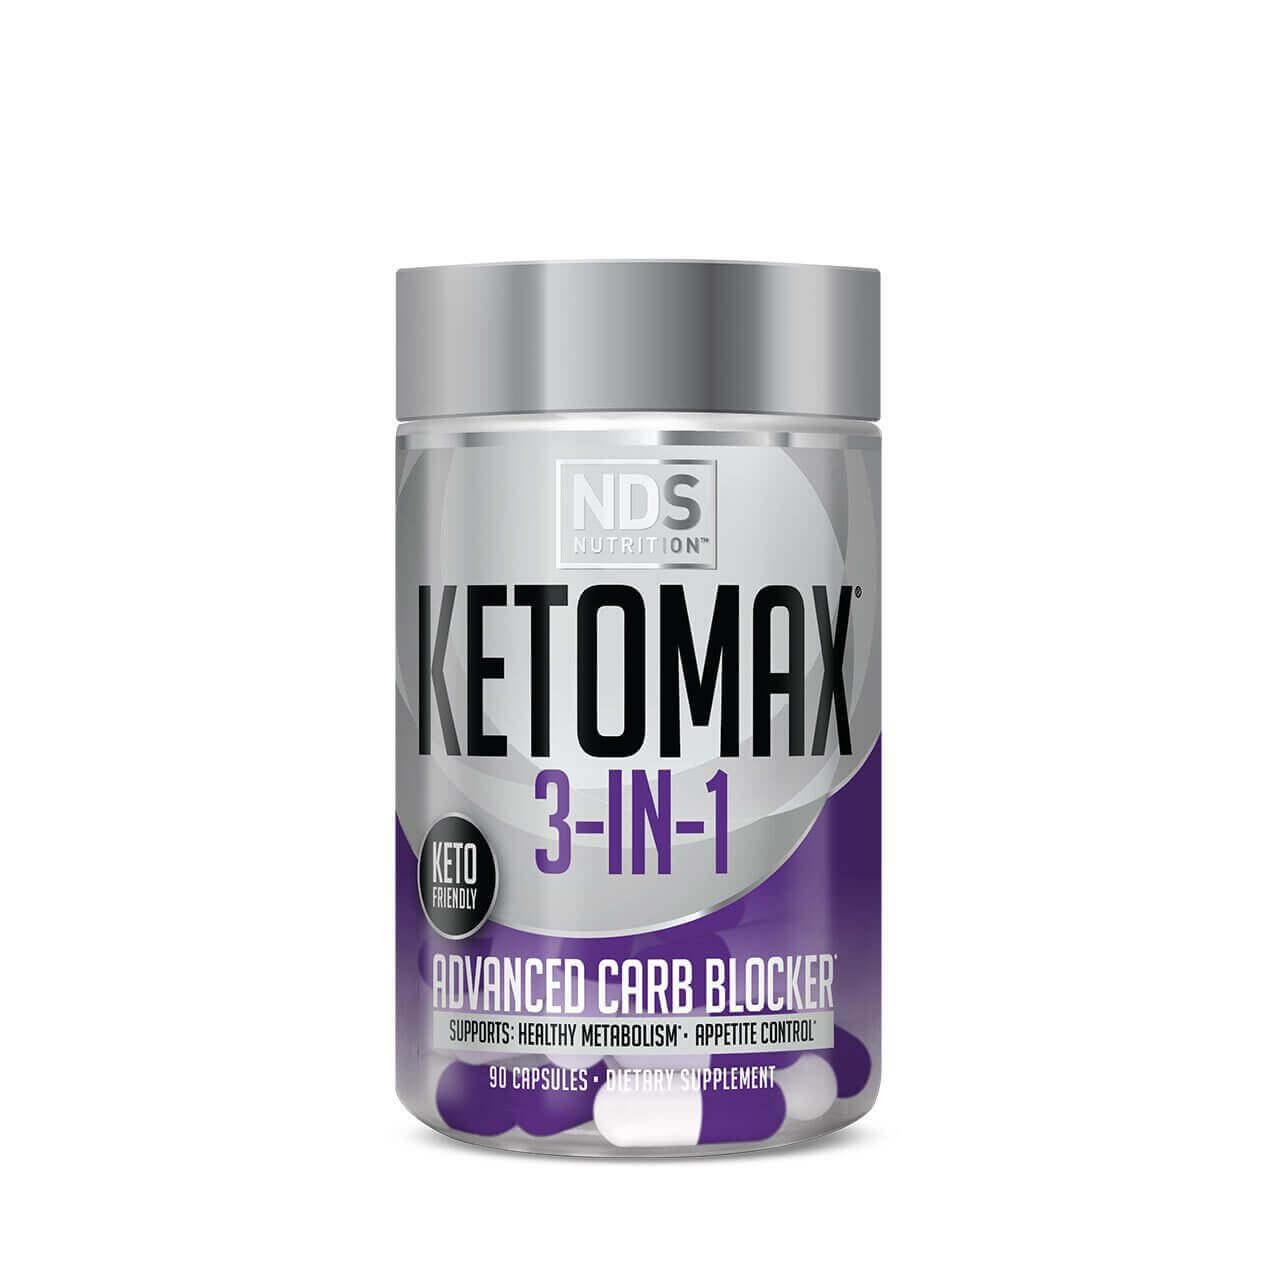 NDS
NUTRITION™
KETOMAX®
3-IN-1
KETO
FRIENDLY
ADVANCED CARB BLOCKER*
SUPPORTS: HEALTHY METABOLISM* • APPETITE CONTROL*
90 CAPSULES • DIETARY SUPPLEMENT